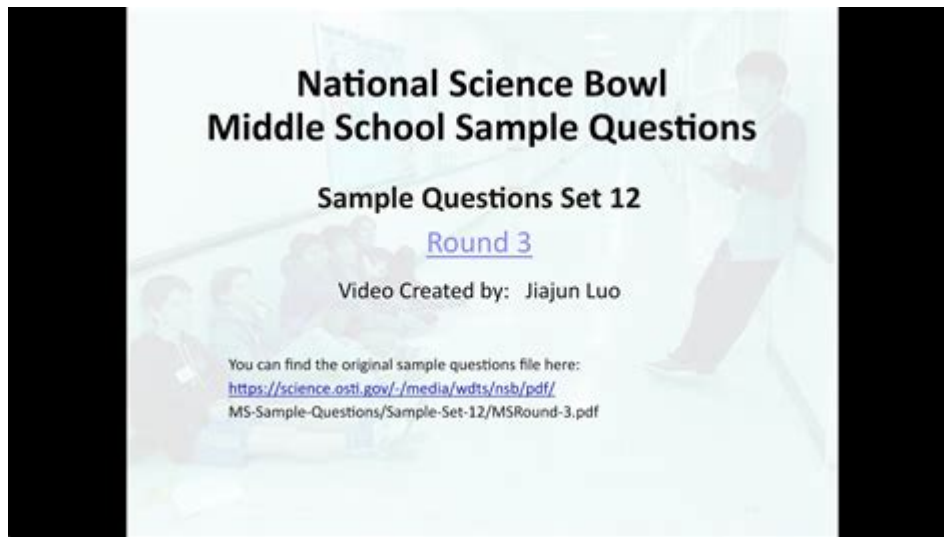 National Science Bowl
Middle School Sample Questions
Sample Questions Set 12
Round 3
Video Created by: Jiajun Luo
You can find the original sample questions file here:
https://science.osti.gov/-/media/wdts/nsb/pdf/
MS-Sample-Questions/Sample-Set-12/MSRound-3.pdf